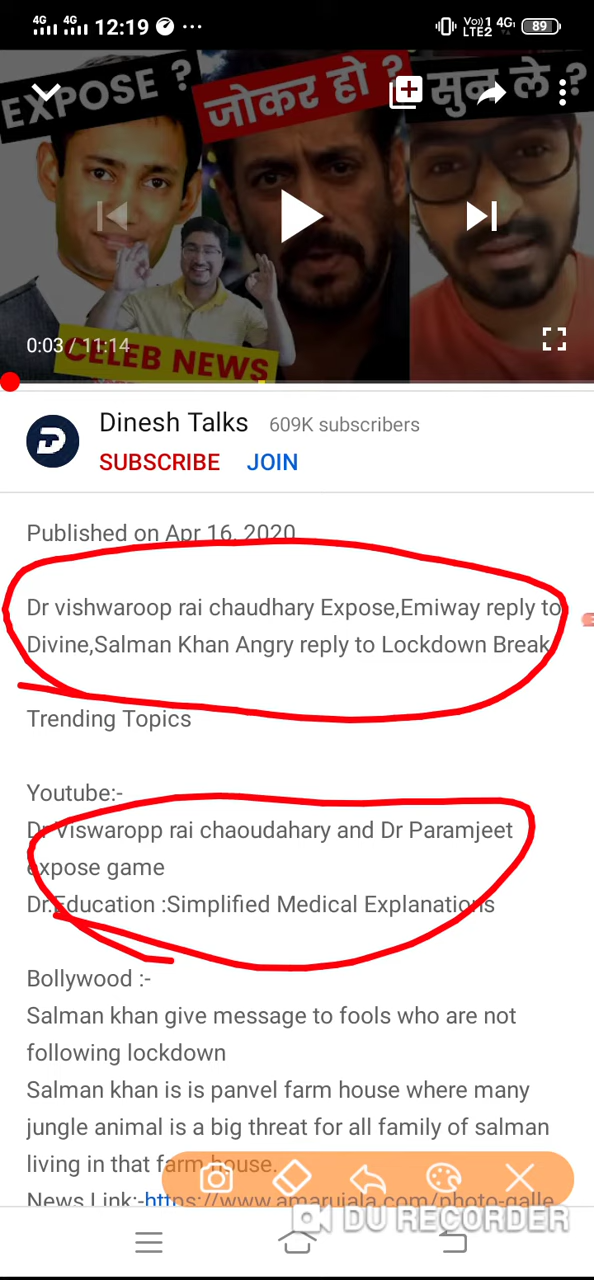 4G 4G 12:19 ... Vo) 1 LTE2 4G 89
EXPOSE ? जोकर हो ? सुन ले ?
0:03 / 11:14
CELEB NEWS
Dinesh Talks 609K subscribers
SUBSCRIBE JOIN
Published on Apr 16, 2020
Dr vishwaroop rai chaudhary Expose,Emiway reply to
Divine,Salman Khan Angry reply to Lockdown Break
Trending Topics
Youtube:-
Dr Viswaropp rai chaoudahary and Dr Paramjeet
expose game
Dr.Education :Simplified Medical Explanations
Bollywood :-
Salman khan give message to fools who are not
following lockdown
Salman khan is is panvel farm house where many
jungle animal is a big threat for all family of salman
living in that farm house.
News Link:-https://www.amarujala.com/photo-galle
DU RECORDER